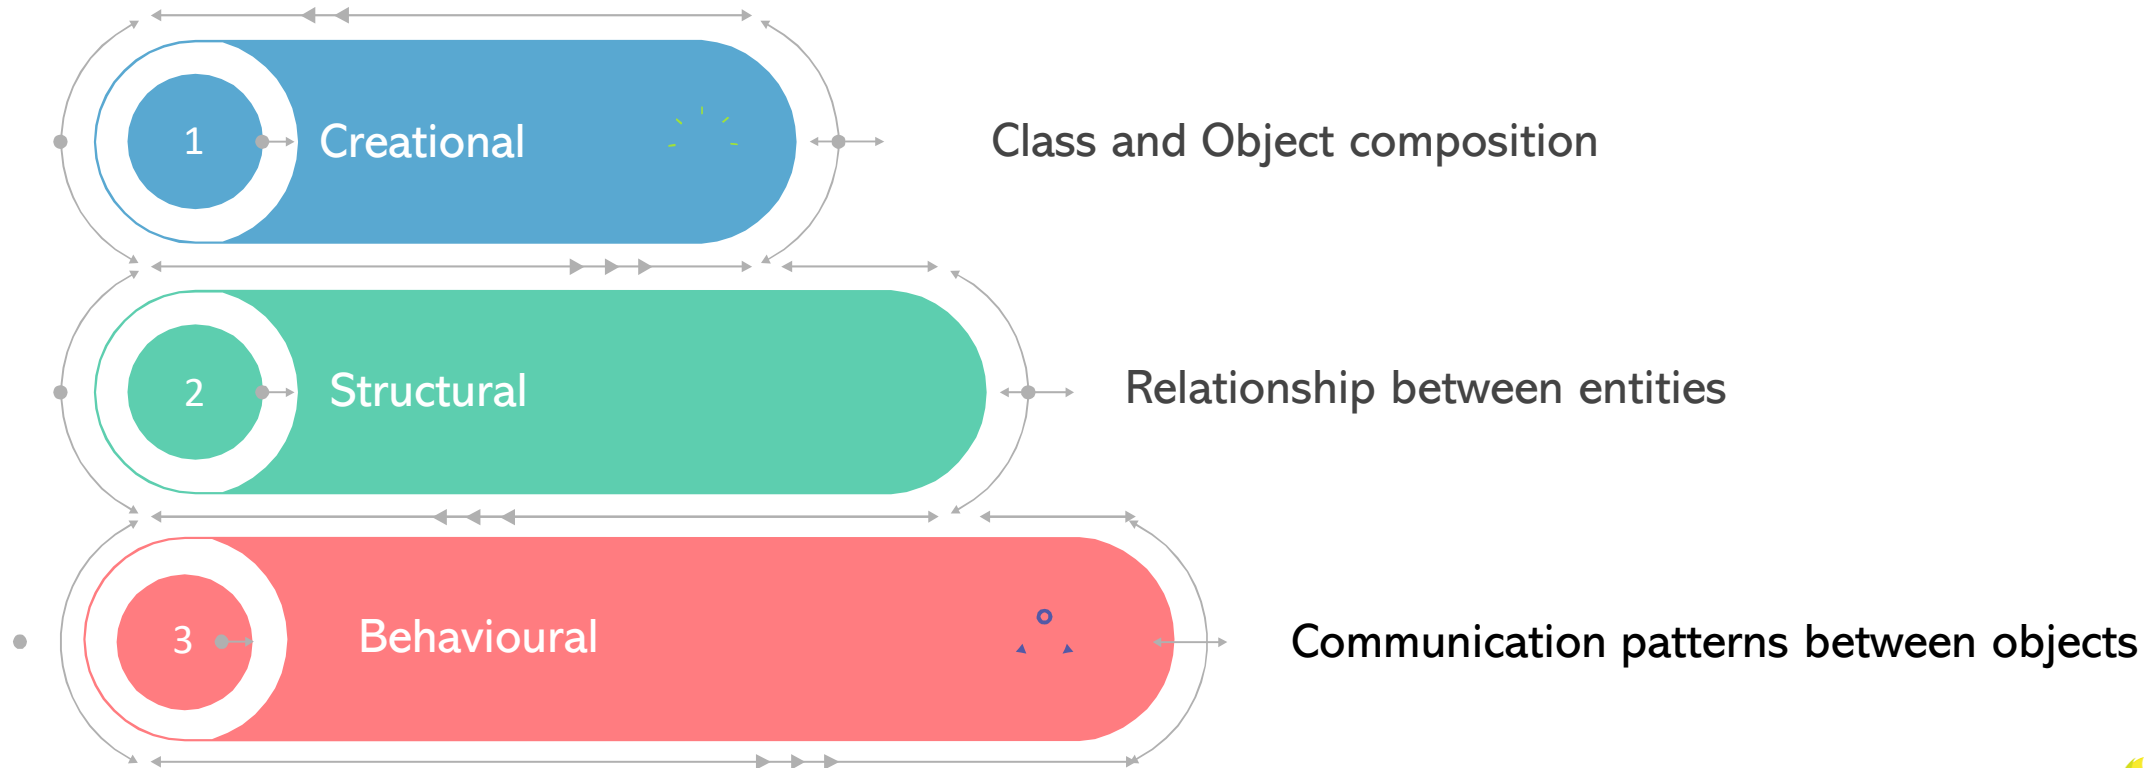 1 Creational Class and Object composition
2 Structural Relationship between entities
3 Behavioural Communication patterns between objects